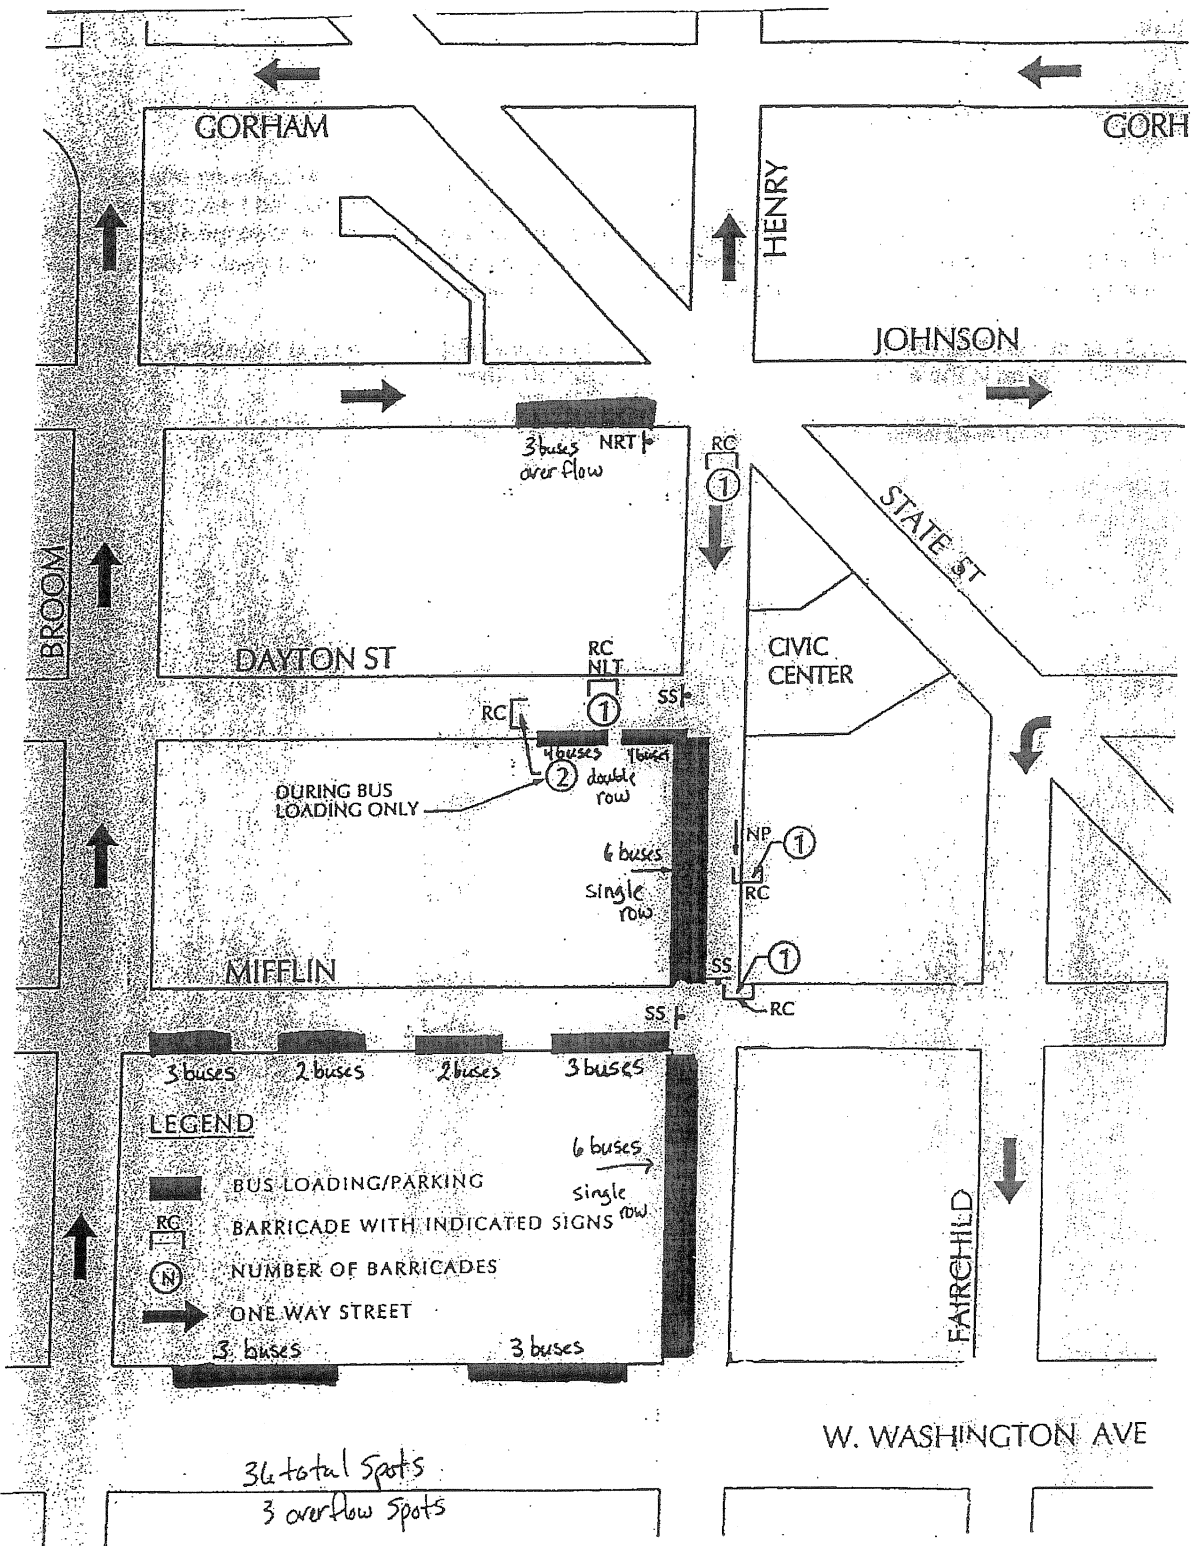 GORHAM
GORH
HENRY
JOHNSON
3 buses
over flow
NRT
RC
1
STATE ST
BROOM
DAYTON ST
RC
NLT
1
SS
CIVIC
CENTER
RC
4 buses
4 buses
2
double
row
DURING BUS
LOADING ONLY
NP
1
6 buses
single
row
RC
MIFFLIN
SS
1
RC
SS
3 buses
2 buses
2 buses
3 buses
LEGEND
6 buses
single
row
BUS LOADING/PARKING
RC
BARRICADE WITH INDICATED SIGNS
N
NUMBER OF BARRICADES
ONE WAY STREET
FAIRCHILD
3 buses
3 buses
W. WASHINGTON AVE
36 total spots
3 overflow spots